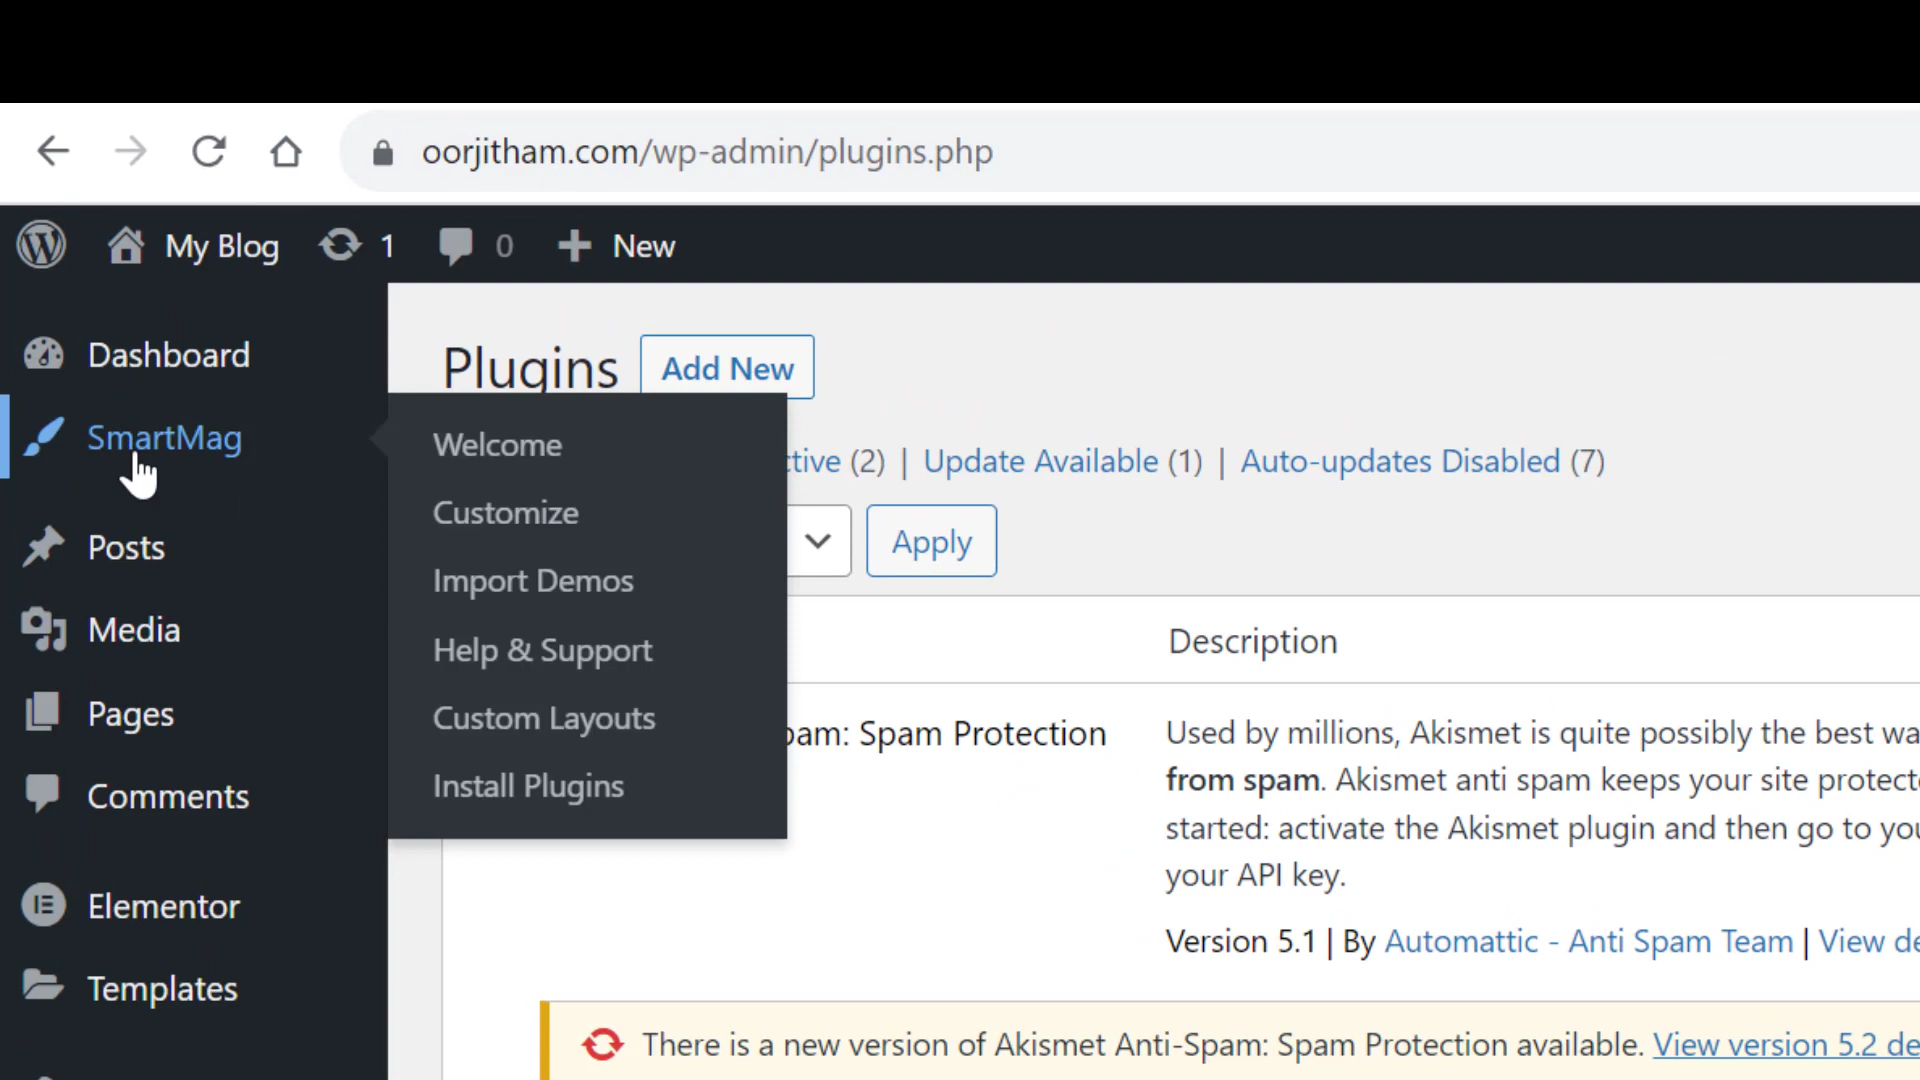 oorjitham.com/wp-admin/plugins.php
My Blog 1 0 New
Dashboard
SmartMag
Posts
Media
Pages
Comments
Elementor
Templates
Welcome
Customize
Import Demos
Help & Support
Custom Layouts
Install Plugins
Plugins Add New
ctive (2) | Update Available (1) | Auto-updates Disabled (7)
Apply
Description
pam: Spam Protection
Used by millions, Akismet is quite possibly the best wa
from spam. Akismet anti spam keeps your site protecte
started: activate the Akismet plugin and then go to you
your API key.
Version 5.1 | By Automattic - Anti Spam Team | View de
There is a new version of Akismet Anti-Spam: Spam Protection available. View version 5.2 de